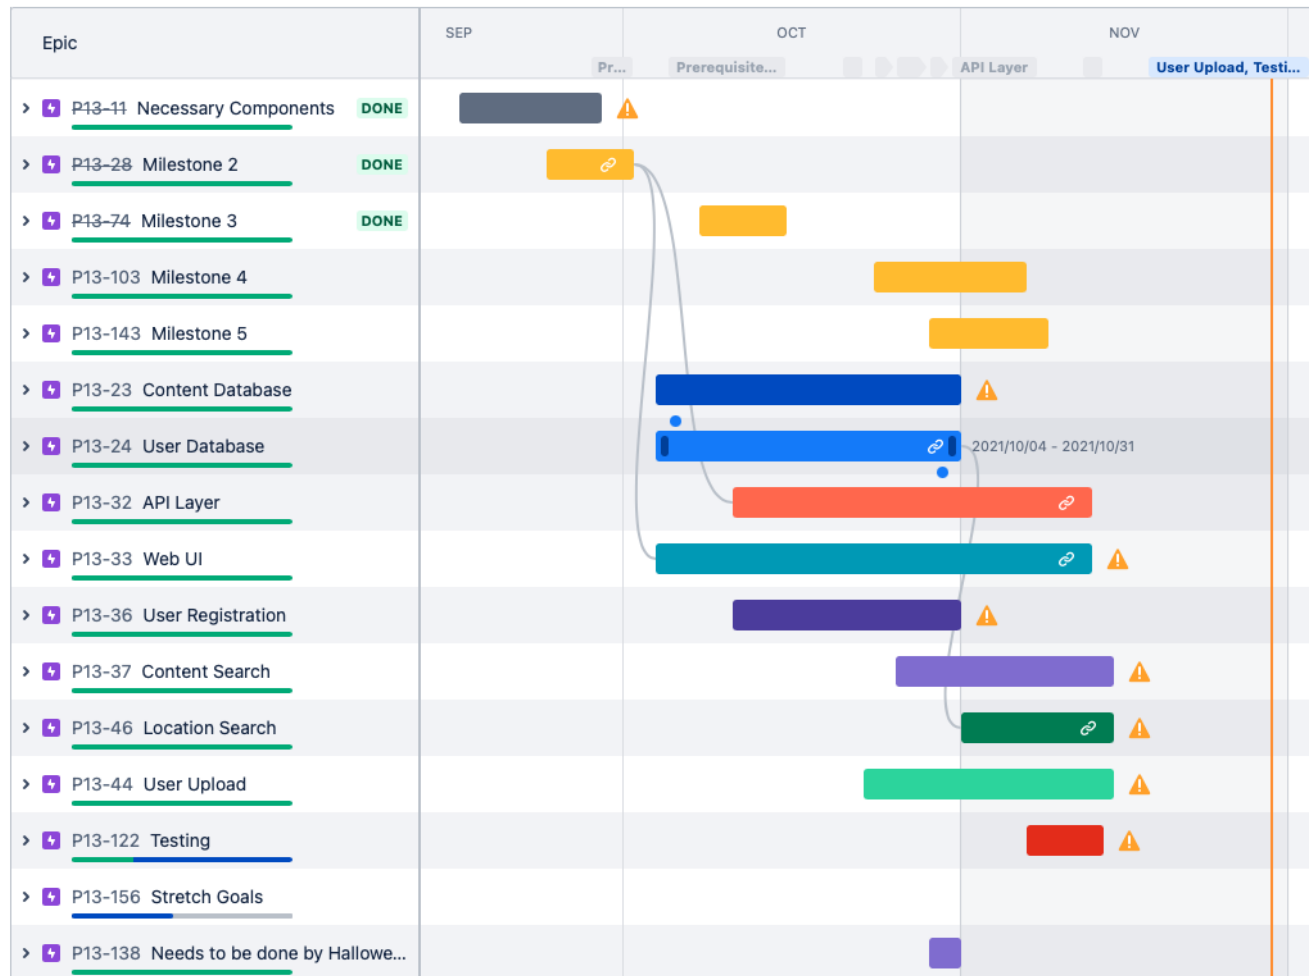 Epic
SEP
OCT
NOV
Pr...
Prerequisite...
API Layer
User Upload, Testi...
P13-11 Necessary Components DONE
P13-28 Milestone 2 DONE
P13-74 Milestone 3 DONE
P13-103 Milestone 4
P13-143 Milestone 5
P13-23 Content Database
P13-24 User Database 2021/10/04 - 2021/10/31
P13-32 API Layer
P13-33 Web UI
P13-36 User Registration
P13-37 Content Search
P13-46 Location Search
P13-44 User Upload
P13-122 Testing
P13-156 Stretch Goals
P13-138 Needs to be done by Hallowe...